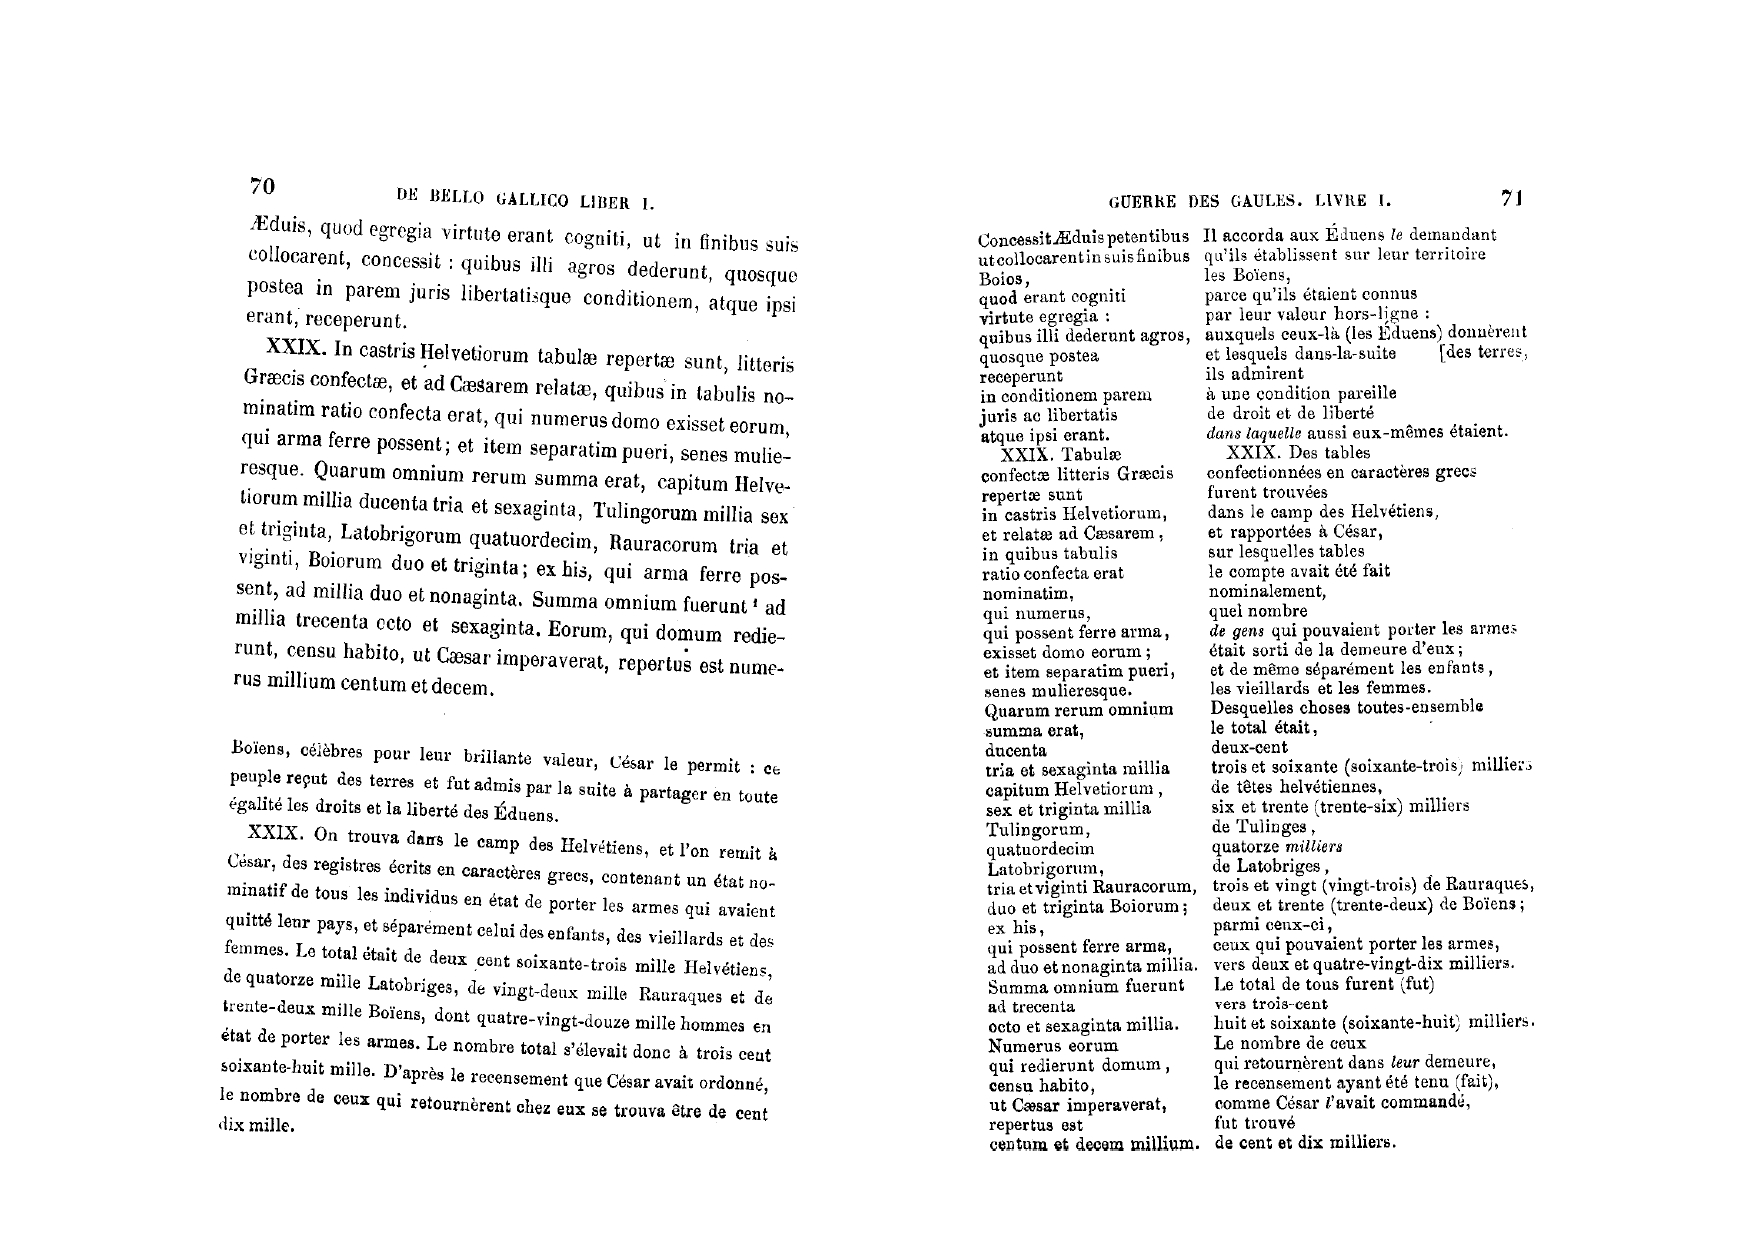 70
DE BELLO GALLICO LIBER I.
Æduis, quod egregia virtute erant cogniti, ut in finibus suis
collocarent, concessit : quibus illi agros dederunt, quosque
postea in parem juris libertatisque conditionem, atque ipsi
erant, receperunt.
XXIX. In castris Helvetiorum tabulæ repertæ sunt, litteris
Græcis confectæ, et ad Cæsarem relatæ, quibus in tabulis no-
minatim ratio confecta erat, qui numerus domo exisset eorum,
qui arma ferre possent; et item separatim pueri, senes mulie-
resque. Quarum omnium rerum summa erat, capitum Helve-
tiorum millia ducenta tria et sexaginta, Tulingorum millia sex
et triginta, Latobrigorum quatuordecim, Rauracorum tria et
viginti, Boiorum duo et triginta; ex his, qui arma ferre pos-
sent, ad millia duo et nonaginta. Summa omnium fuerunt¹ ad
millia trecenta octo et sexaginta. Eorum, qui domum redie-
runt, censu habito, ut Cæsar imperaverat, repertus est nume-
rus millium centum et decem.
Boïens, célèbres pour leur brillante valeur, César le permit : ce
peuple reçut des terres et fut admis par la suite à partager en toute
égalité les droits et la liberté des Éduens.
XXIX. On trouva dans le camp des Helvétiens, et l'on remit à
César, des registres écrits en caractères grecs, contenant un état no-
minatif de tous les individus en état de porter les armes qui avaient
quitté leur pays, et séparément celui des enfants, des vieillards et des
femmes. Le total était de deux cent soixante-trois mille Helvétiens,
de quatorze mille Latobriges, de vingt-deux mille Rauraques et de
trente-deux mille Boïens, dont quatre-vingt-douze mille hommes en
état de porter les armes. Le nombre total s'élevait donc à trois cent
soixante-huit mille. D'après le recensement que César avait ordonné,
le nombre de ceux qui retournèrent chez eux se trouva être de cent
dix mille.
GUERRE DES GAULES. LIVRE I.
71
Concessit Æduis petentibus
ut collocarent in suis finibus
Boios,
quod erant cogniti
virtute egregia :
quibus illi dederunt agros,
quosque postea
receperunt
in conditionem parem
juris ac libertatis
atque ipsi erant.
XXIX. Tabulæ
confectæ litteris Græcis
repertæ sunt
in castris Helvetiorum,
et relatæ ad Cæsarem,
in quibus tabulis
ratio confecta erat
nominatim,
qui numerus,
qui possent ferre arma,
exisset domo eorum;
et item separatim pueri,
senes mulieresque.
Quarum rerum omnium
summa erat,
ducenta
tria et sexaginta millia
capitum Helvetiorum,
sex et triginta millia
Tulingorum,
quatuordecim
Latobrigorum,
tria et viginti Rauracorum,
duo et triginta Boiorum;
ex his,
qui possent ferre arma,
ad duo et nonaginta millia.
Summa omnium fuerunt
ad trecenta
octo et sexaginta millia.
Numerus eorum
qui redierunt domum,
censu habito,
ut Cæsar imperaverat,
repertus est
centum et decem millium.
Il accorda aux Éduens le demandant
qu'ils établissent sur leur territoire
les Boïens,
parce qu'ils étaient connus
par leur valeur hors-ligne :
auxquels ceux-là (les Éduens) donnèrent
et lesquels dans-la-suite [des terres,
ils admirent
à une condition pareille
de droit et de liberté
dans laquelle aussi eux-mêmes étaient.
XXIX. Des tables
confectionnées en caractères grecs
furent trouvées
dans le camp des Helvétiens,
et rapportées à César,
sur lesquelles tables
le compte avait été fait
nominalement,
quel nombre
de gens qui pouvaient porter les armes
était sorti de la demeure d'eux;
et de même séparément les enfants,
les vieillards et les femmes.
Desquelles choses toutes-ensemble
le total était,
deux-cent
trois et soixante (soixante-trois) milliers
de têtes helvétiennes,
six et trente (trente-six) milliers
de Tulinges,
quatorze milliers
de Latobriges,
trois et vingt (vingt-trois) de Rauraques,
deux et trente (trente-deux) de Boïens;
parmi ceux-ci,
ceux qui pouvaient porter les armes,
vers deux et quatre-vingt-dix milliers.
Le total de tous furent (fut)
vers trois-cent
huit et soixante (soixante-huit) milliers.
Le nombre de ceux
qui retournèrent dans leur demeure,
le recensement ayant été tenu (fait),
comme César l'avait commandé,
fut trouvé
de cent et dix milliers.